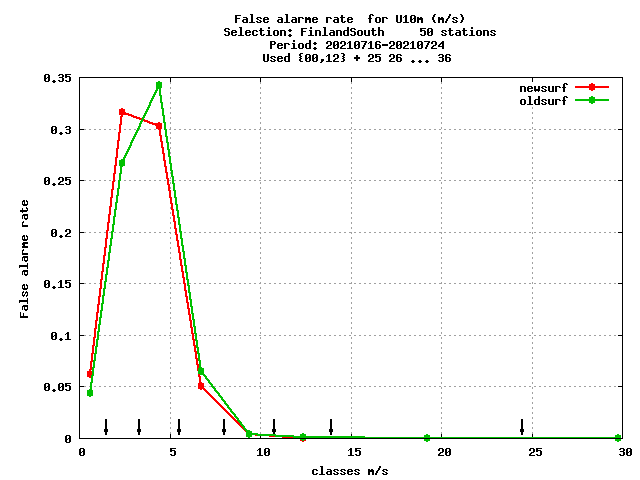 False alarme rate  for U10m (m/s)
Selection: FinlandSouth     50 stations
Period: 20210716-20210724
Used {00,12} + 25 26 ... 36
newsurf
oldsurf
0.35
0.3
0.25
0.2
0.15
0.1
0.05
0
False alarme rate
0 5 10 15 20 25 30
classes m/s